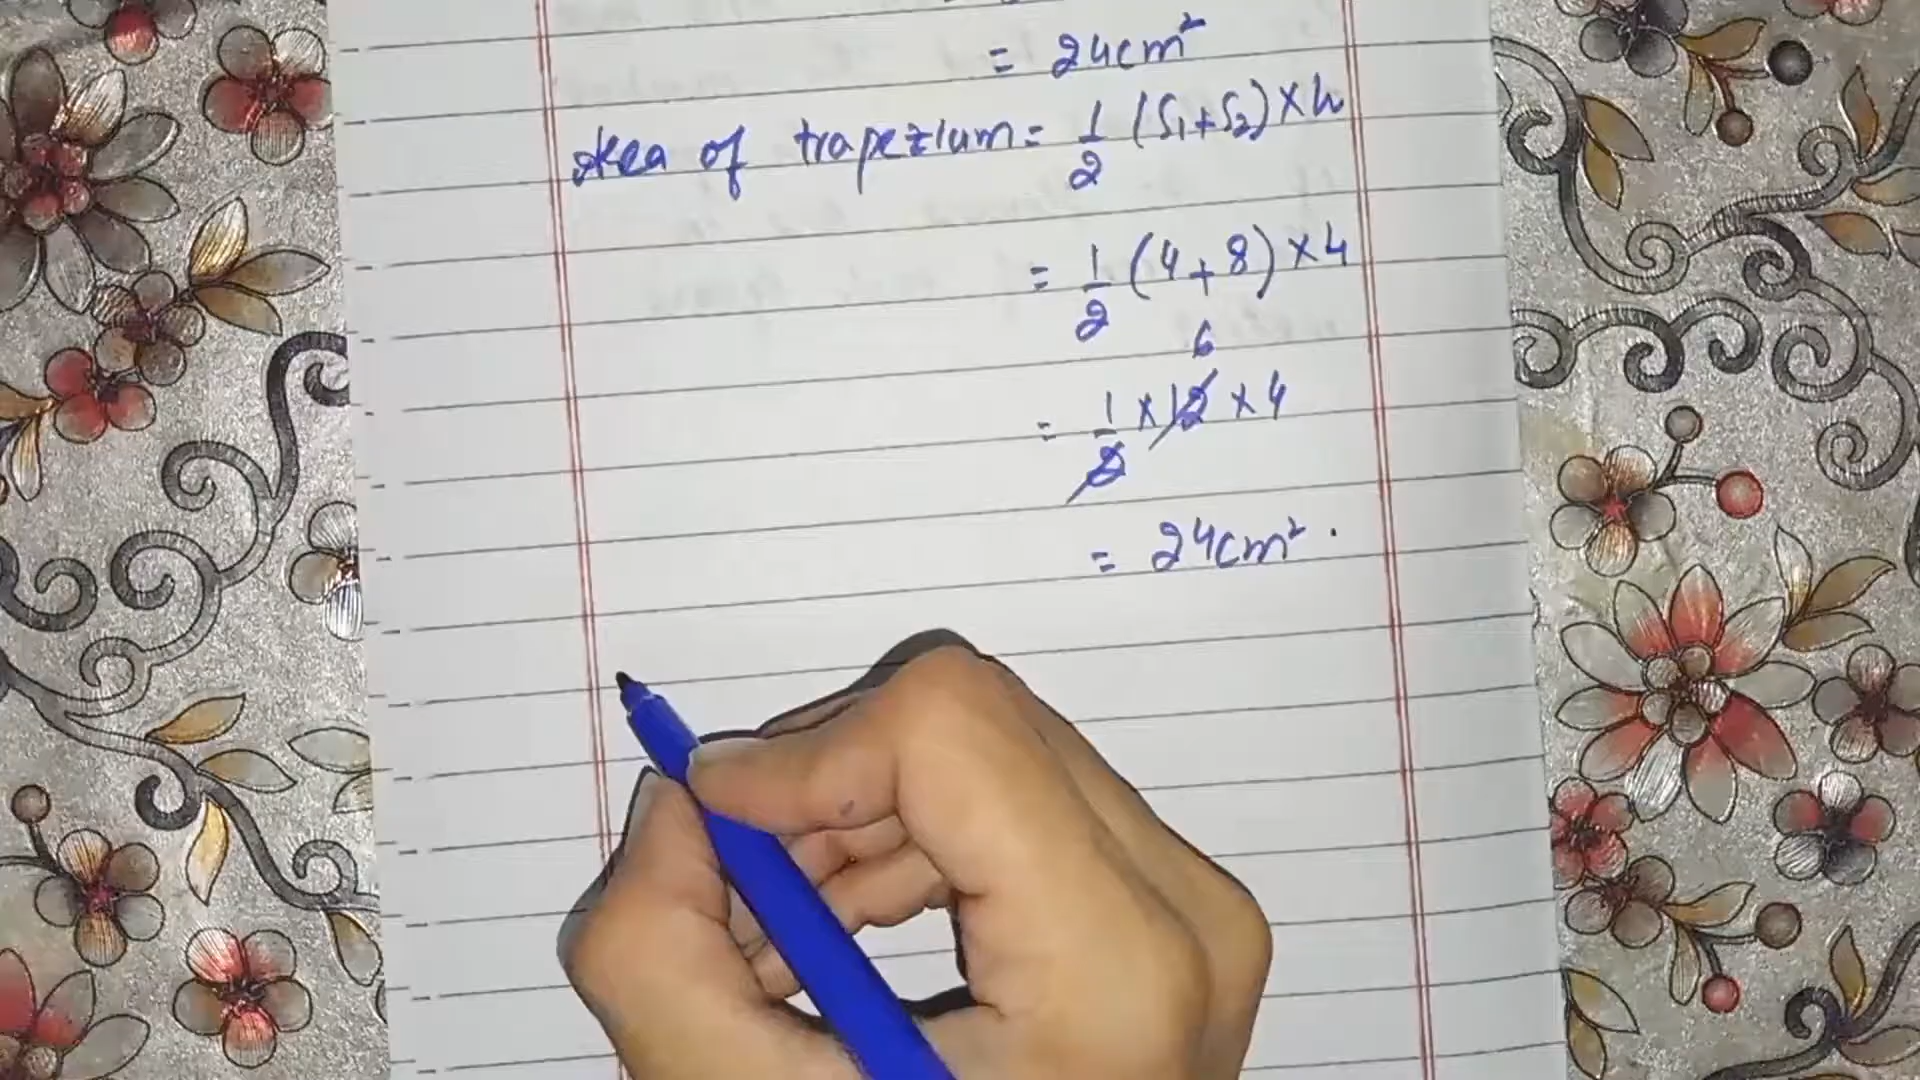 = 24cm²
Area of trapezium = 1/2 (S₁+S₂) × h
= 1/2 (4+8) × 4
6
= 1/2 × 12 × 4
= 24cm².